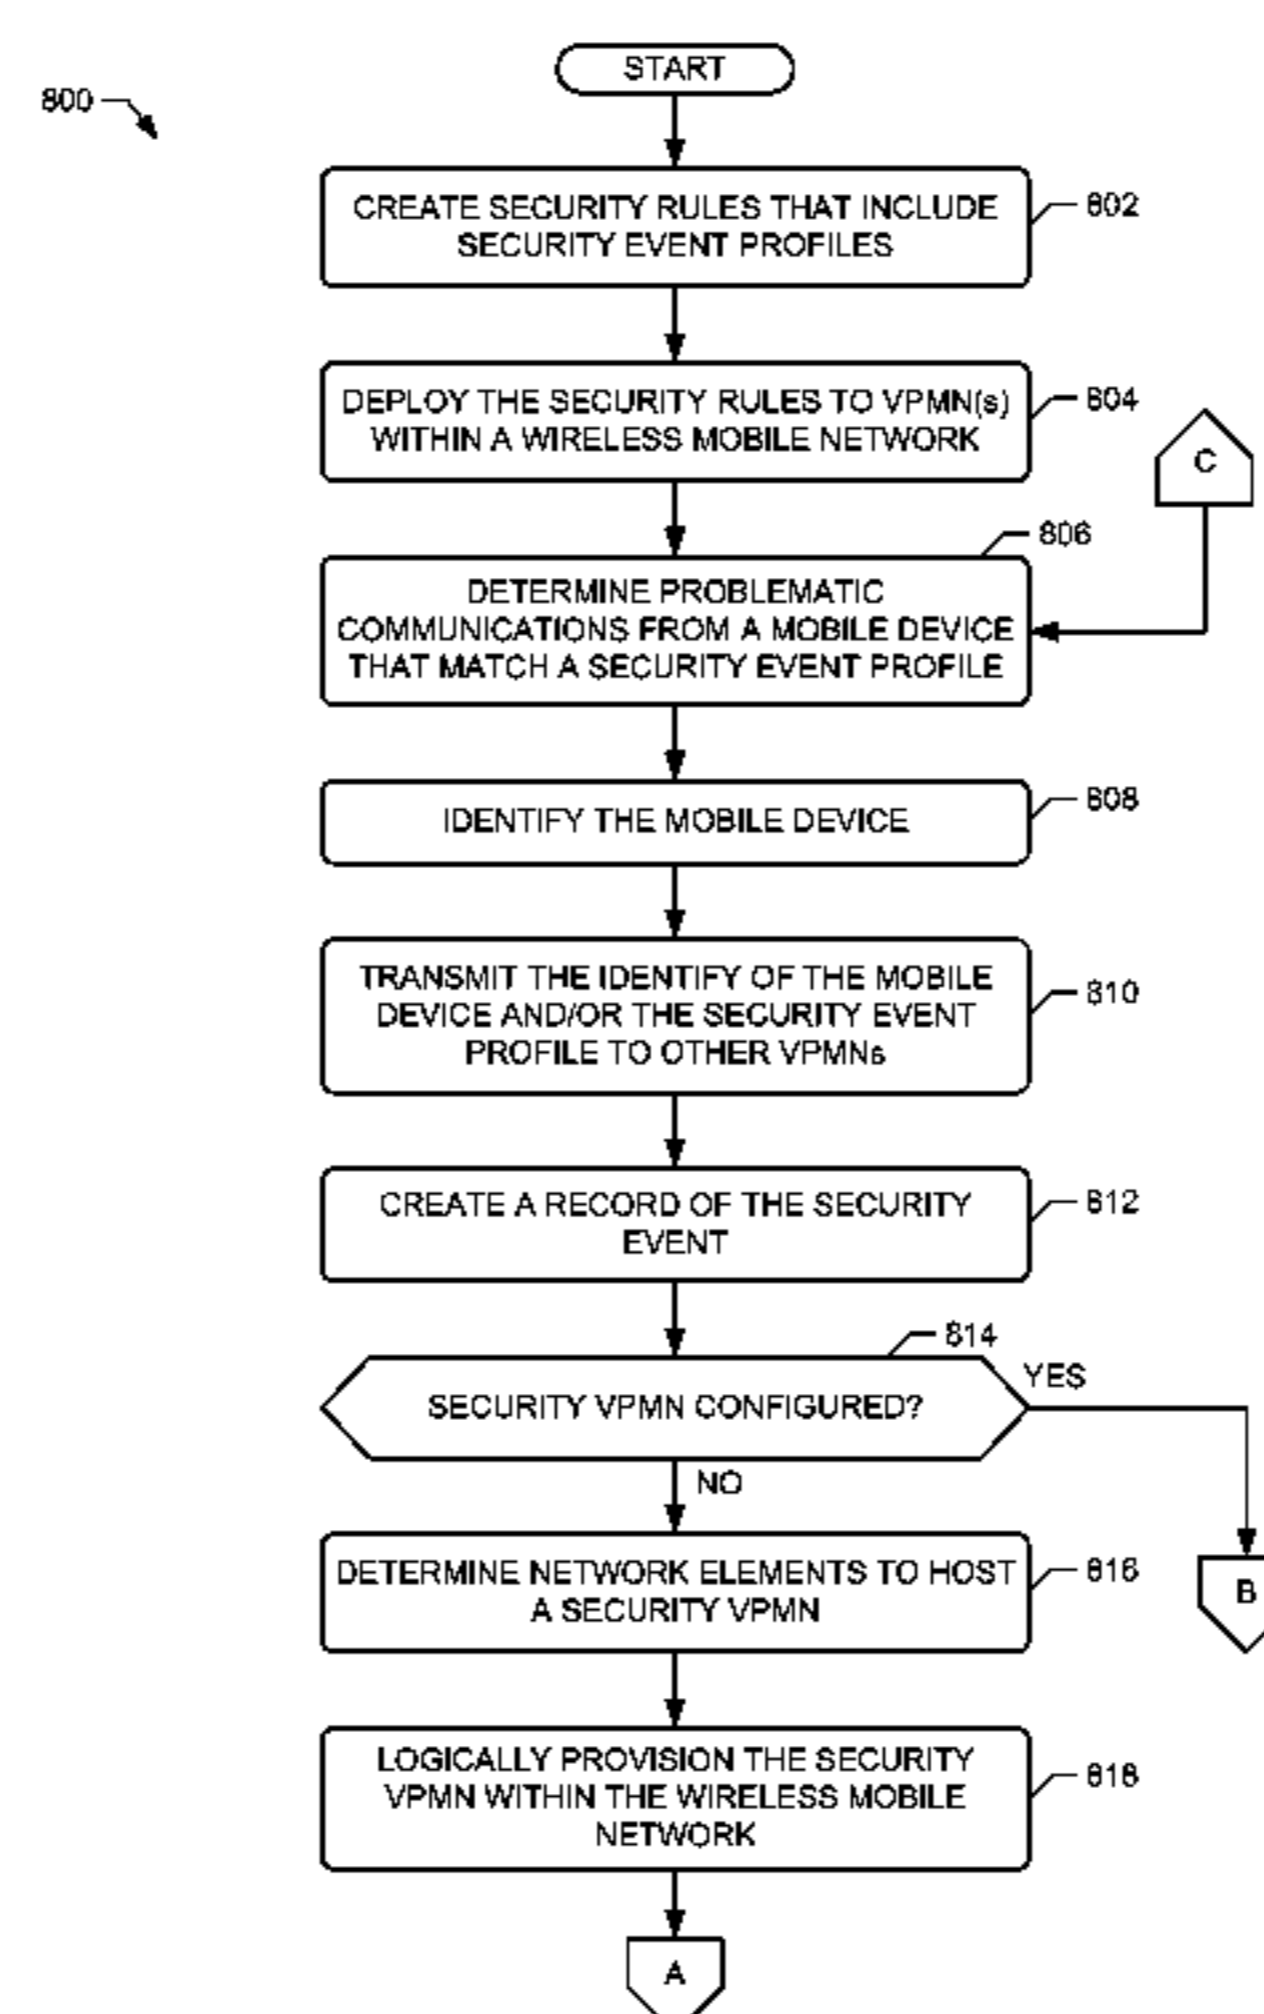 START
800
CREATE SECURITY RULES THAT INCLUDE
SECURITY EVENT PROFILES
802
DEPLOY THE SECURITY RULES TO VPMN(s)
WITHIN A WIRELESS MOBILE NETWORK
804
C
806
DETERMINE PROBLEMATIC
COMMUNICATIONS FROM A MOBILE DEVICE
THAT MATCH A SECURITY EVENT PROFILE
IDENTIFY THE MOBILE DEVICE
808
TRANSMIT THE IDENTIFY OF THE MOBILE
DEVICE AND/OR THE SECURITY EVENT
PROFILE TO OTHER VPMNs
810
CREATE A RECORD OF THE SECURITY
EVENT
812
814
SECURITY VPMN CONFIGURED?
YES
NO
DETERMINE NETWORK ELEMENTS TO HOST
A SECURITY VPMN
816
B
LOGICALLY PROVISION THE SECURITY
VPMN WITHIN THE WIRELESS MOBILE
NETWORK
818
A